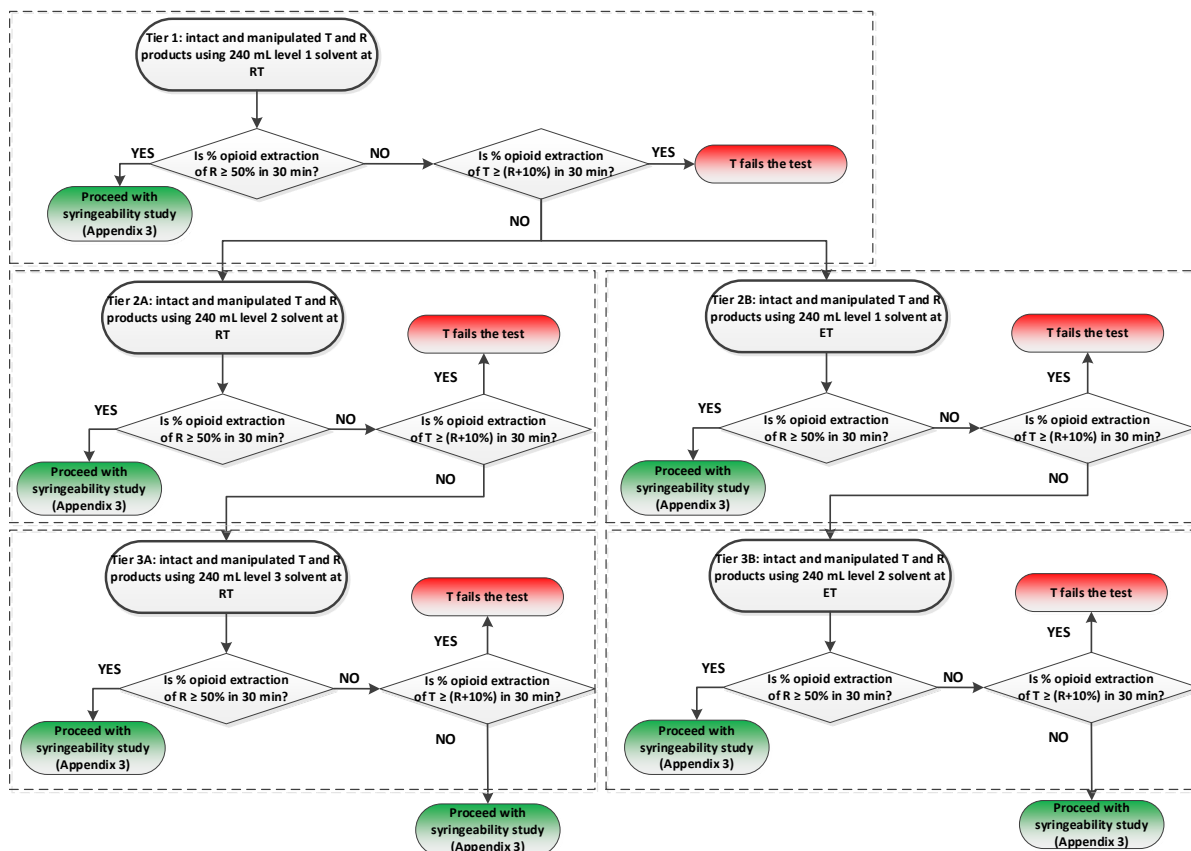 Tier 1: intact and manipulated T and R
products using 240 mL level 1 solvent at
RT
Is % opioid extraction
of R ≥ 50% in 30 min?
YES
NO
Is % opioid extraction
of T ≥ (R+10%) in 30 min?
YES
T fails the test
Proceed with
syringeability study
(Appendix 3)
NO
Tier 2A: intact and manipulated T and R
products using 240 mL level 2 solvent at
RT
T fails the test
YES
YES
Is % opioid extraction
of R ≥ 50% in 30 min?
NO
Is % opioid extraction
of T ≥ (R+10%) in 30 min?
Proceed with
syringeability study
(Appendix 3)
NO
Tier 2B: intact and manipulated T and R
products using 240 mL level 1 solvent at
ET
T fails the test
YES
YES
Is % opioid extraction
of R ≥ 50% in 30 min?
NO
Is % opioid extraction
of T ≥ (R+10%) in 30 min?
Proceed with
syringeability study
(Appendix 3)
NO
Tier 3A: intact and manipulated T and R
products using 240 mL level 3 solvent at
RT
T fails the test
YES
YES
Is % opioid extraction
of R ≥ 50% in 30 min?
NO
Is % opioid extraction
of T ≥ (R+10%) in 30 min?
Proceed with
syringeability study
(Appendix 3)
NO
Proceed with
syringeability study
(Appendix 3)
Tier 3B: intact and manipulated T and R
products using 240 mL level 2 solvent at
ET
T fails the test
YES
YES
Is % opioid extraction
of R ≥ 50% in 30 min?
NO
Is % opioid extraction
of T ≥ (R+10%) in 30 min?
Proceed with
syringeability study
(Appendix 3)
NO
Proceed with
syringeability study
(Appendix 3)